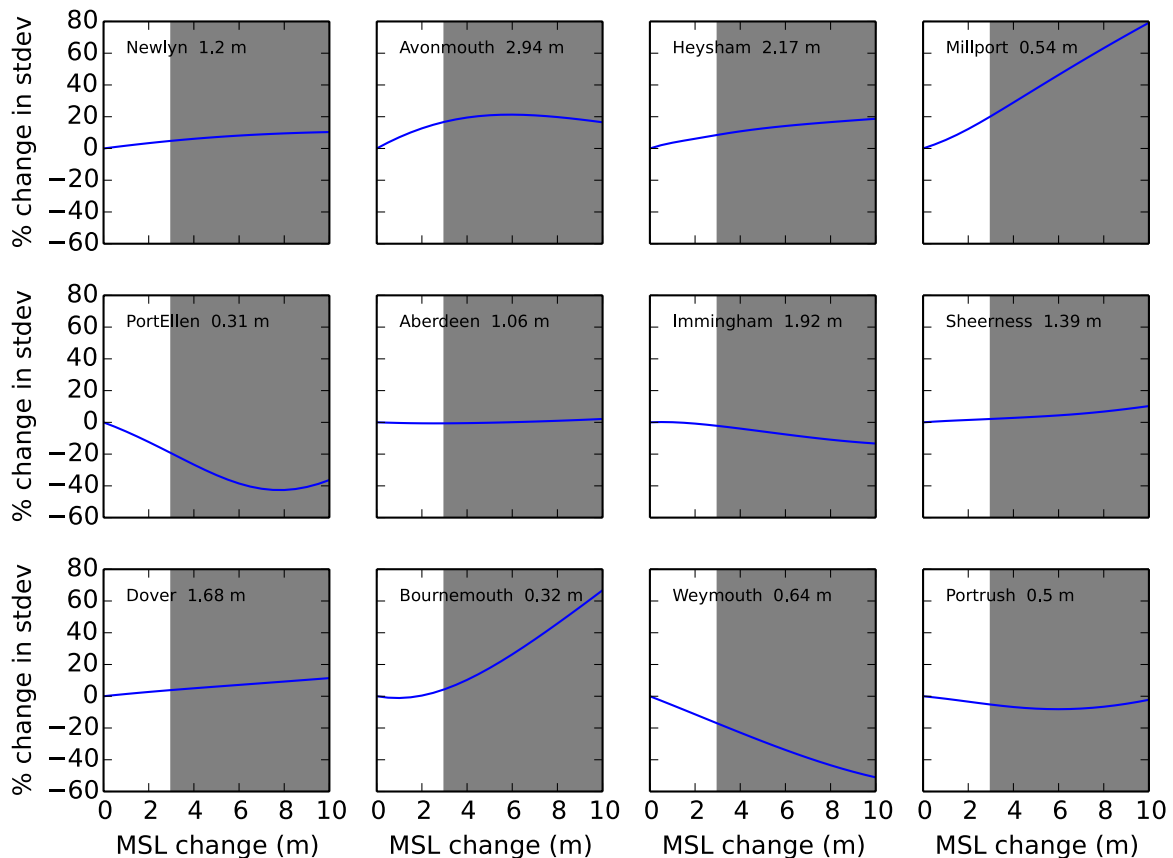 % change in stdev
80
60
40
20
0
−20
−40
−60
Newlyn 1.2 m
Avonmouth 2.94 m
Heysham 2.17 m
Millport 0.54 m
% change in stdev
80
60
40
20
0
−20
−40
−60
PortEllen 0.31 m
Aberdeen 1.06 m
Immingham 1.92 m
Sheerness 1.39 m
% change in stdev
80
60
40
20
0
−20
−40
−60
Dover 1.68 m
Bournemouth 0.32 m
Weymouth 0.64 m
Portrush 0.5 m
0 2 4 6 8 10
0 2 4 6 8 10
0 2 4 6 8 10
0 2 4 6 8 10
MSL change (m)
MSL change (m)
MSL change (m)
MSL change (m)